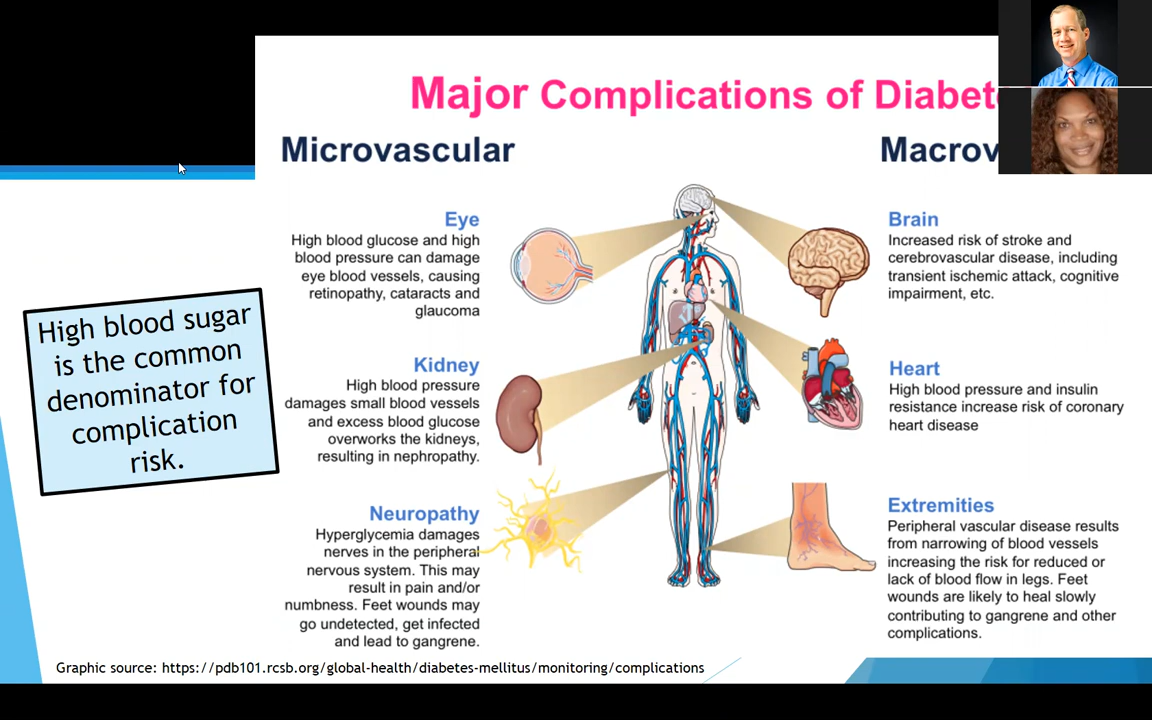 Major Complications of Diabet
Microvascular
Macrov
Eye
High blood glucose and high
blood pressure can damage
eye blood vessels, causing
retinopathy, cataracts and
glaucoma
Kidney
High blood pressure
damages small blood vessels
and excess blood glucose
overworks the kidneys,
resulting in nephropathy.
Neuropathy
Hyperglycemia damages
nerves in the peripheral
nervous system. This may
result in pain and/or
numbness. Feet wounds may
go undetected, get infected
and lead to gangrene.
Brain
Increased risk of stroke and
cerebrovascular disease, including
transient ischemic attack, cognitive
impairment, etc.
Heart
High blood pressure and insulin
resistance increase risk of coronary
heart disease
Extremities
Peripheral vascular disease results
from narrowing of blood vessels
increasing the risk for reduced or
lack of blood flow in legs. Feet
wounds are likely to heal slowly
contributing to gangrene and other
complications.
High blood sugar
is the common
denominator for
complication
risk.
Graphic source: https://pdb101.rcsb.org/global-health/diabetes-mellitus/monitoring/complications